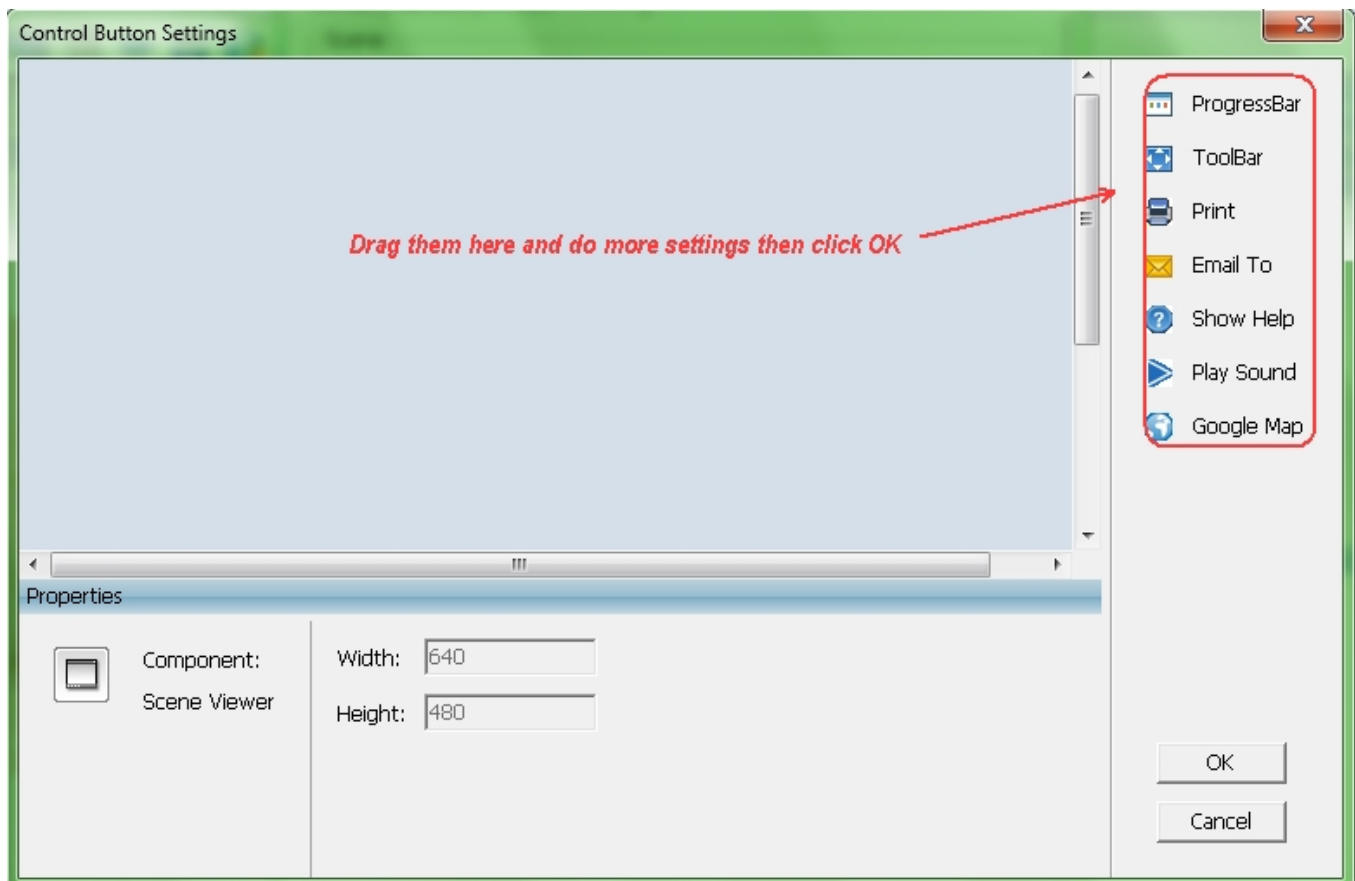 Control Button Settings
ProgressBar
ToolBar
Print
Drag them here and do more settings then click OK
Email To
Show Help
Play Sound
Google Map
Properties
Component:
Scene Viewer
Width: 640
Height: 480
OK
Cancel